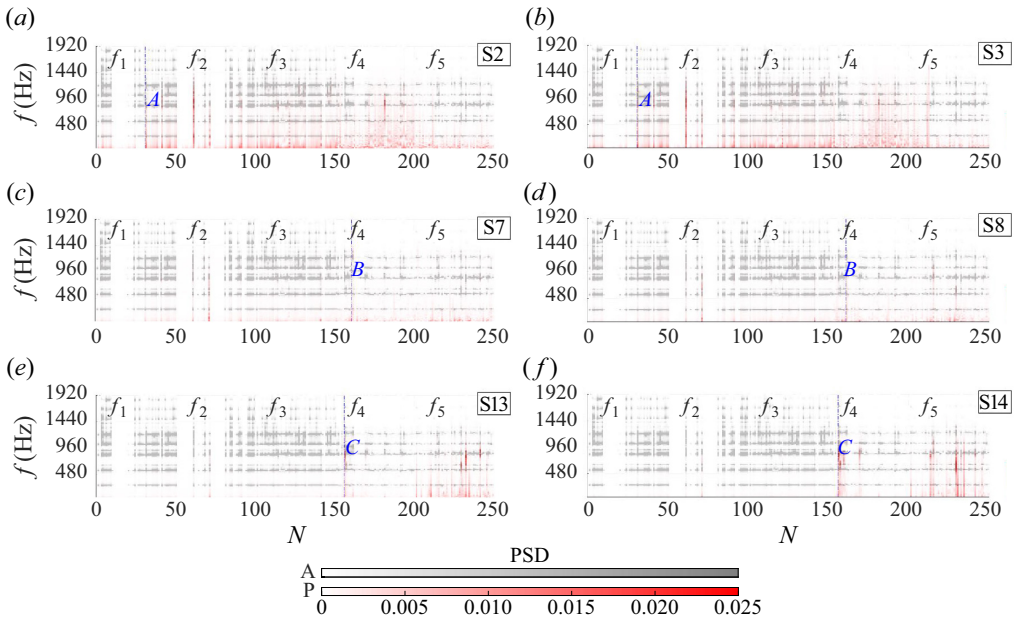 (a)
1920 f1 f2 f3 f4 f5 S2
1440
f (Hz)
960 A
480
0 50 100 150 200 250
(b)
1920 f1 f2 f3 f4 f5 S3
1440
f (Hz)
960 A
480
0 50 100 150 200 250
(c)
1920 f1 f2 f3 f4 f5 S7
1440
f (Hz)
960 B
480
0 50 100 150 200 250
(d)
1920 f1 f2 f3 f4 f5 S8
1440
f (Hz)
960 B
480
0 50 100 150 200 250
(e)
1920 f1 f2 f3 f4 f5 S13
1440
f (Hz)
960 C
480
0 50 100 150 200 250
N
(f)
1920 f1 f2 f3 f4 f5 S14
1440
f (Hz)
960 C
480
0 50 100 150 200 250
N
PSD
A
P
0 0.005 0.010 0.015 0.020 0.025